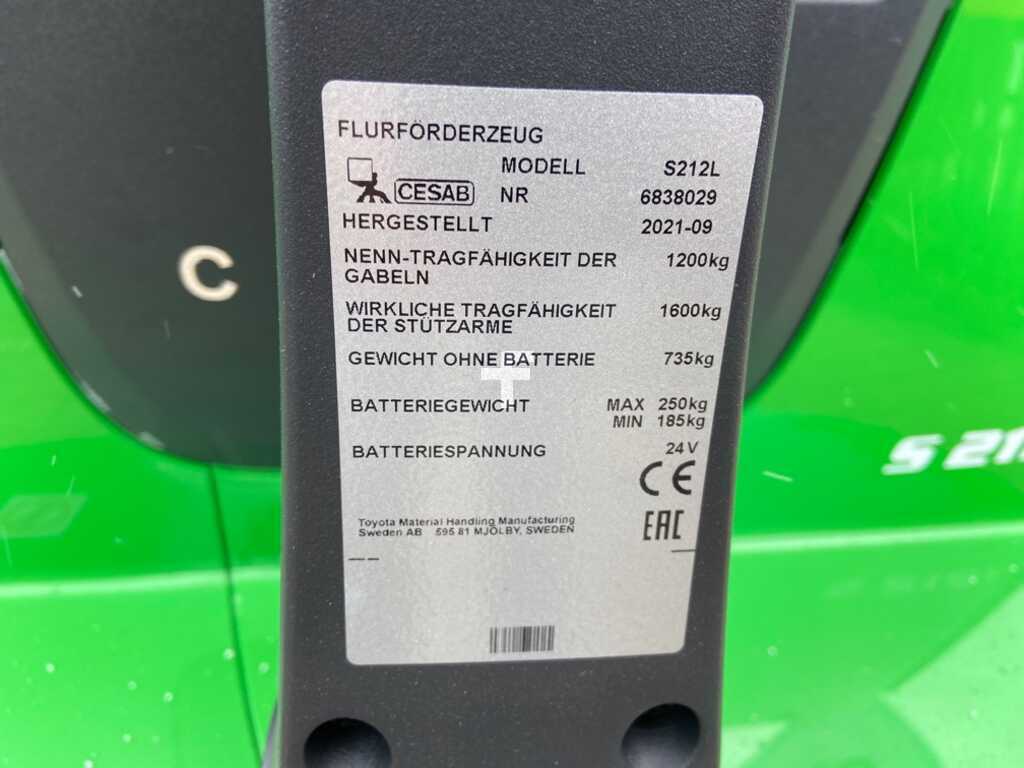 FLURFÖRDERZEUG
MODELL S212L
CESAB NR 6838029
HERGESTELLT 2021-09
NENN-TRAGFÄHIGKEIT DER GABELN 1200kg
WIRKLICHE TRAGFÄHIGKEIT DER STÜTZARME 1600kg
GEWICHT OHNE BATTERIE 735kg
T
BATTERIEGEWICHT MAX 250kg
MIN 185kg
BATTERIESPANNUNG 24V
CE
Toyota Material Handling Manufacturing
Sweden AB 595 81 MJÖLBY, SWEDEN
EAC
C
S 21